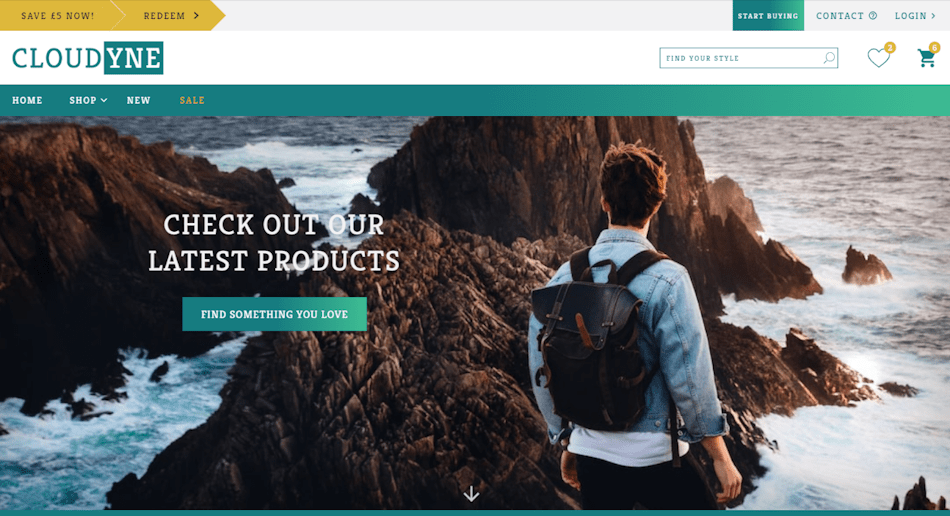 SAVE £5 NOW!
REDEEM
START BUYING
CONTACT
LOGIN
CLOUDYNE
FIND YOUR STYLE
2
6
HOME
SHOP
NEW
SALE
CHECK OUT OUR
LATEST PRODUCTS
FIND SOMETHING YOU LOVE